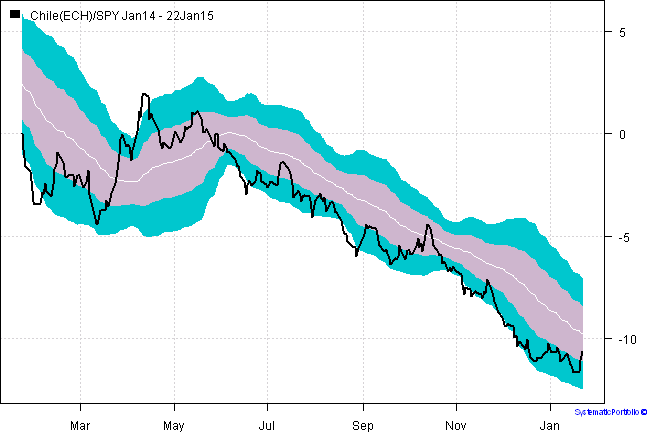 Chile(ECH)/SPY Jan14 - 22Jan15
5
0
-5
-10
Mar May Jul Sep Nov Jan
SystematicPortfolio ©